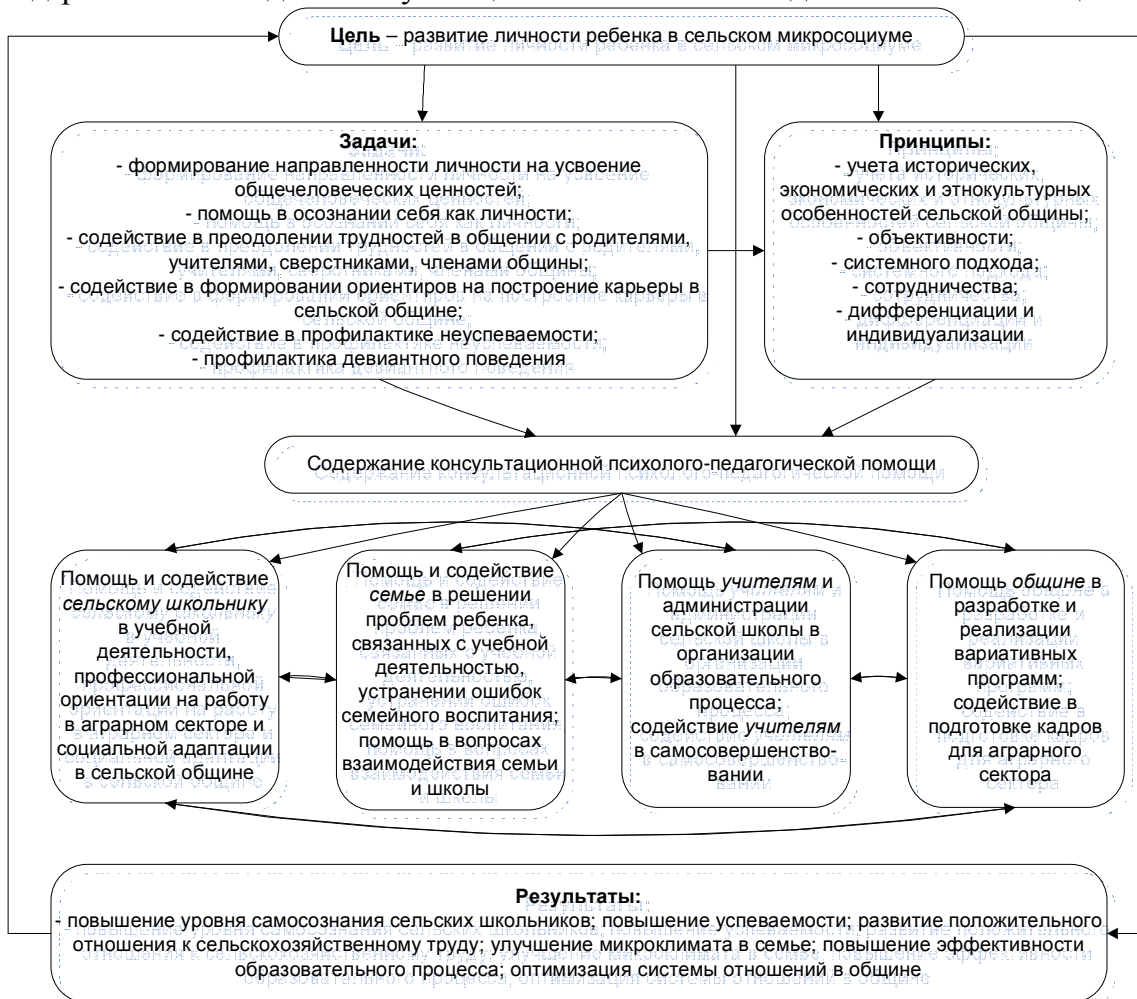 Цель – развитие личности ребенка в сельском микросоциуме
Задачи:
- формирование направленности личности на усвоение
общечеловеческих ценностей;
- помощь в осознании себя как личности;
- содействие в преодолении трудностей в общении с родителями,
учителями, сверстниками, членами общины;
- содействие в формировании ориентиров на построение карьеры в
сельской общине;
- содействие в профилактике неуспеваемости;
- профилактика девиантного поведения
Принципы:
- учета исторических,
экономических и этнокультурных
особенностей сельской общины;
- объективности;
- системного подхода;
- сотрудничества;
- дифференциации и
индивидуализации
Содержание консультационной психолого-педагогической помощи
Помощь и содействие
сельскому школьнику
в учебной
деятельности,
профессиональной
ориентации на работу
в аграрном секторе и
социальной адаптации
в сельской общине
Помощь и содействие
семье в решении
проблем ребенка,
связанных с учебной
деятельностью,
устранении ошибок
семейного воспитания;
помощь в вопросах
взаимодействия семьи
и школы
Помощь учителям и
администрации
сельской школы в
организации
образовательного
процесса;
содействие учителям
в самосовершенство-
вании
Помощь общине в
разработке и
реализации
вариативных
программ;
содействие в
подготовке кадров
для аграрного
сектора
Результаты:
- повышение уровня самосознания сельских школьников; повышение успеваемости; развитие положительного
отношения к сельскохозяйственному труду; улучшение микроклимата в семье; повышение эффективности
образовательного процесса; оптимизация системы отношений в общине